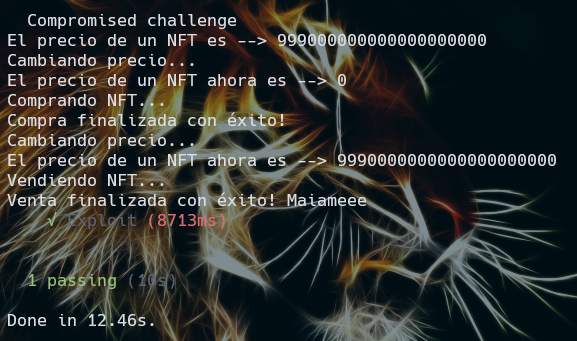 Compromised challenge
El precio de un NFT es --> 999000000000000000000
Cambiando precio...
El precio de un NFT ahora es --> 0
Comprando NFT...
Compra finalizada con éxito!
Cambiando precio...
El precio de un NFT ahora es --> 9990000000000000000000
Vendiendo NFT...
Venta finalizada con éxito! Maiameee
√ Exploit (8713ms)
1 passing (10s)
Done in 12.46s.